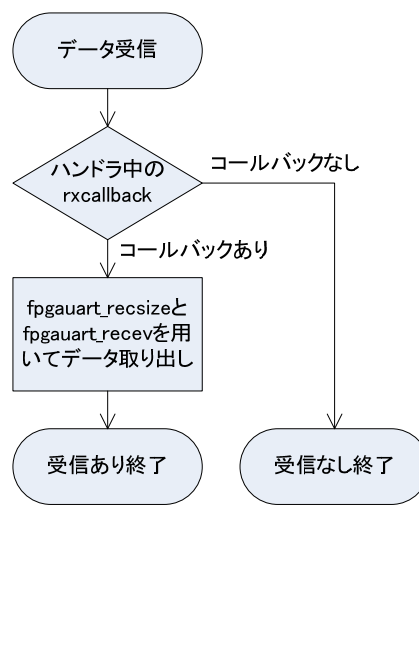 データ受信
ハンドラ中の
rxcallback
コールバックなし
コールバックあり
fpgauart_recsizeと
fpgauart_recevを用
いてデータ取り出し
受信あり終了
受信なし終了